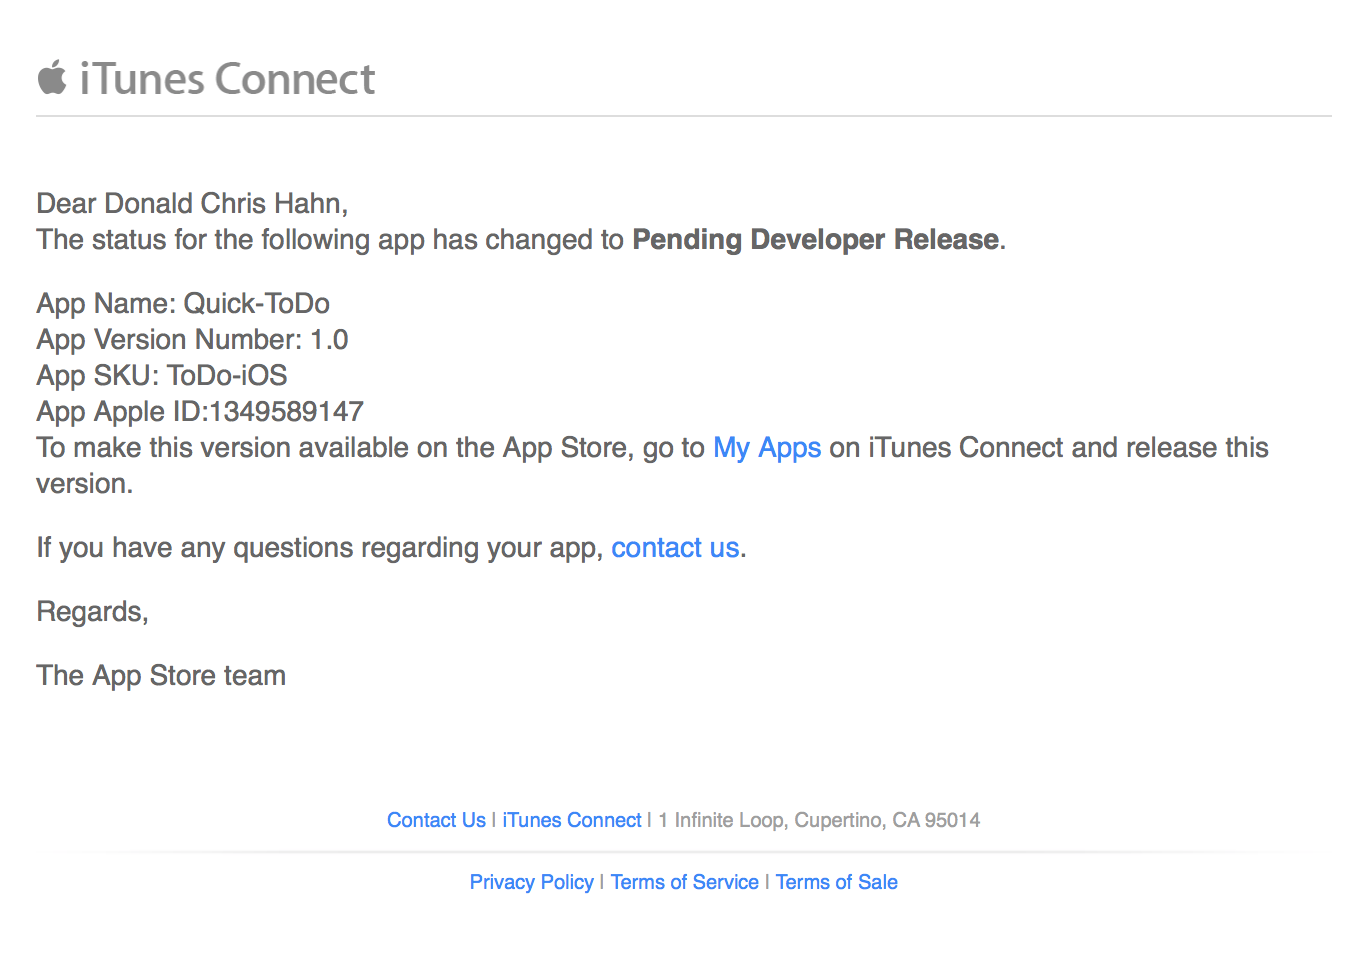 iTunes Connect
Dear Donald Chris Hahn,
The status for the following app has changed to Pending Developer Release.
App Name: Quick-ToDo
App Version Number: 1.0
App SKU: ToDo-iOS
App Apple ID:1349589147
To make this version available on the App Store, go to My Apps on iTunes Connect and release this
version.
If you have any questions regarding your app, contact us.
Regards,
The App Store team
Contact Us | iTunes Connect | 1 Infinite Loop, Cupertino, CA 95014
Privacy Policy | Terms of Service | Terms of Sale